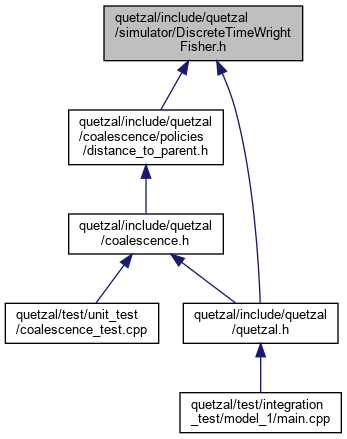 quetzal/include/quetzal
/simulator/DiscreteTimeWright
Fisher.h
quetzal/include/quetzal
/coalescence/policies
/distance_to_parent.h
quetzal/include/quetzal
/coalescence.h
quetzal/test/unit_test
/coalescence_test.cpp
quetzal/include/quetzal
/quetzal.h
quetzal/test/integration
_test/model_1/main.cpp